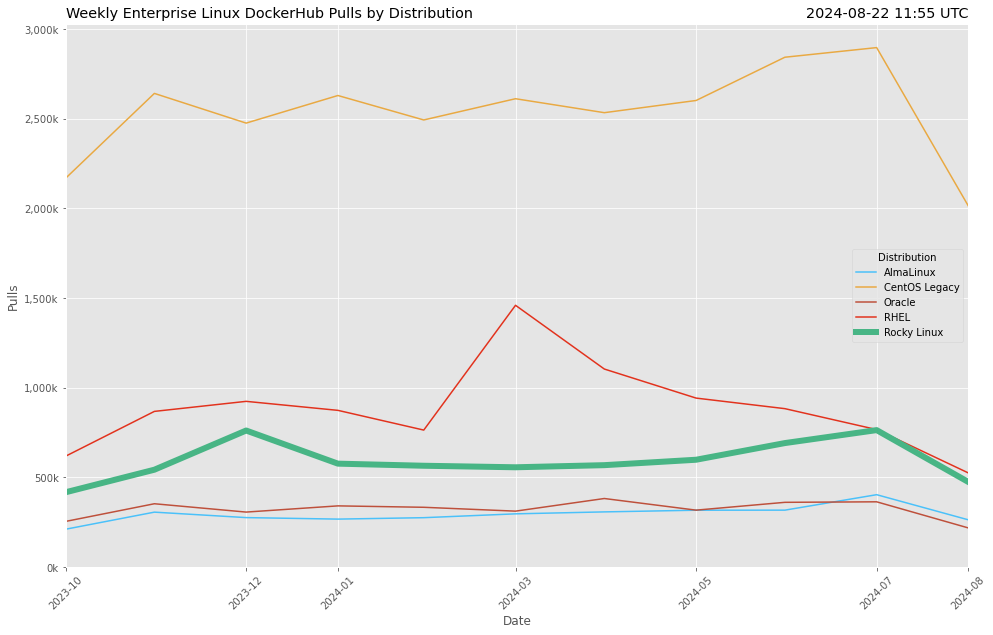 Weekly Enterprise Linux DockerHub Pulls by Distribution
2024-08-22 11:55 UTC
3,000k
2,500k
2,000k
1,500k
1,000k
500k
0k
Pulls
Distribution
AlmaLinux
CentOS Legacy
Oracle
RHEL
Rocky Linux
2023-10
2023-12
2024-01
2024-03
2024-05
2024-07
2024-08
Date